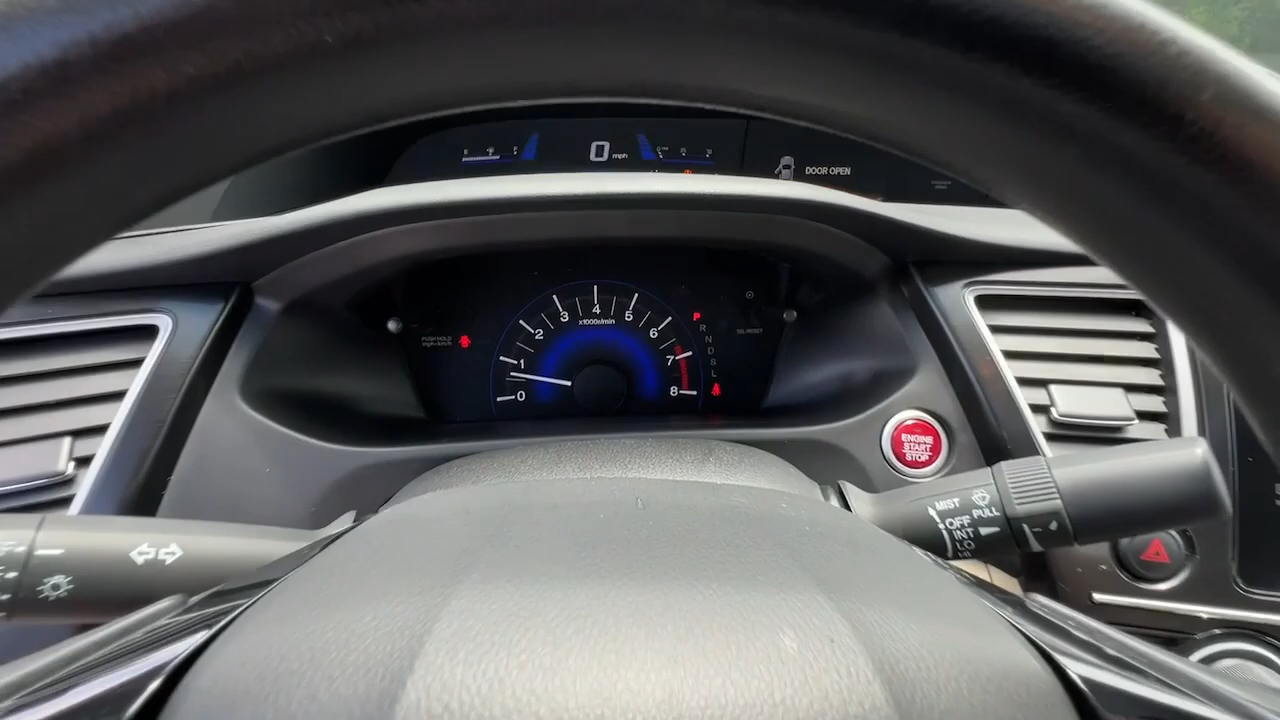 0 mph
DOOR OPEN
PUSH HOLD
mph↔km/h
x1000r/min
0
1
2
3
4
5
6
7
8
P
R
N
D
S
L
SEL/RESET
ENGINE
START
STOP
MIST
PULL
OFF
INT
LO
HI